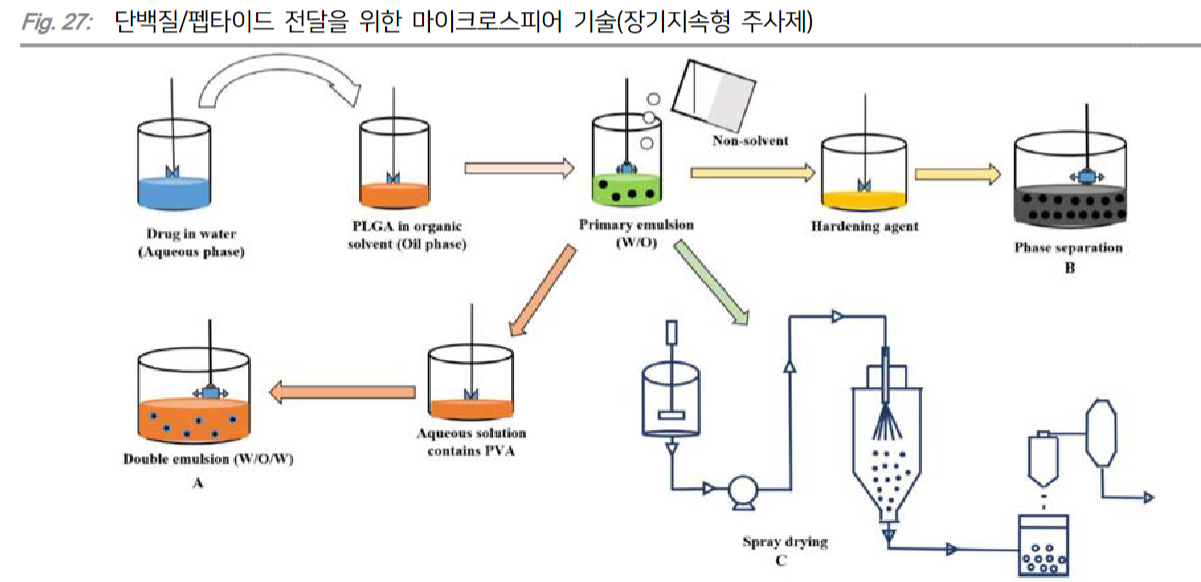 Fig. 27: 단백질/펩타이드 전달을 위한 마이크로스피어 기술(장기지속형 주사제)
Non-solvent
Drug in water
(Aqueous phase)
PLGA in organic
solvent (Oil phase)
Primary emulsion
(W/O)
Hardening agent
Phase separation
B
Double emulsion (W/O/W)
A
Aqueous solution
contains PVA
Spray drying
C